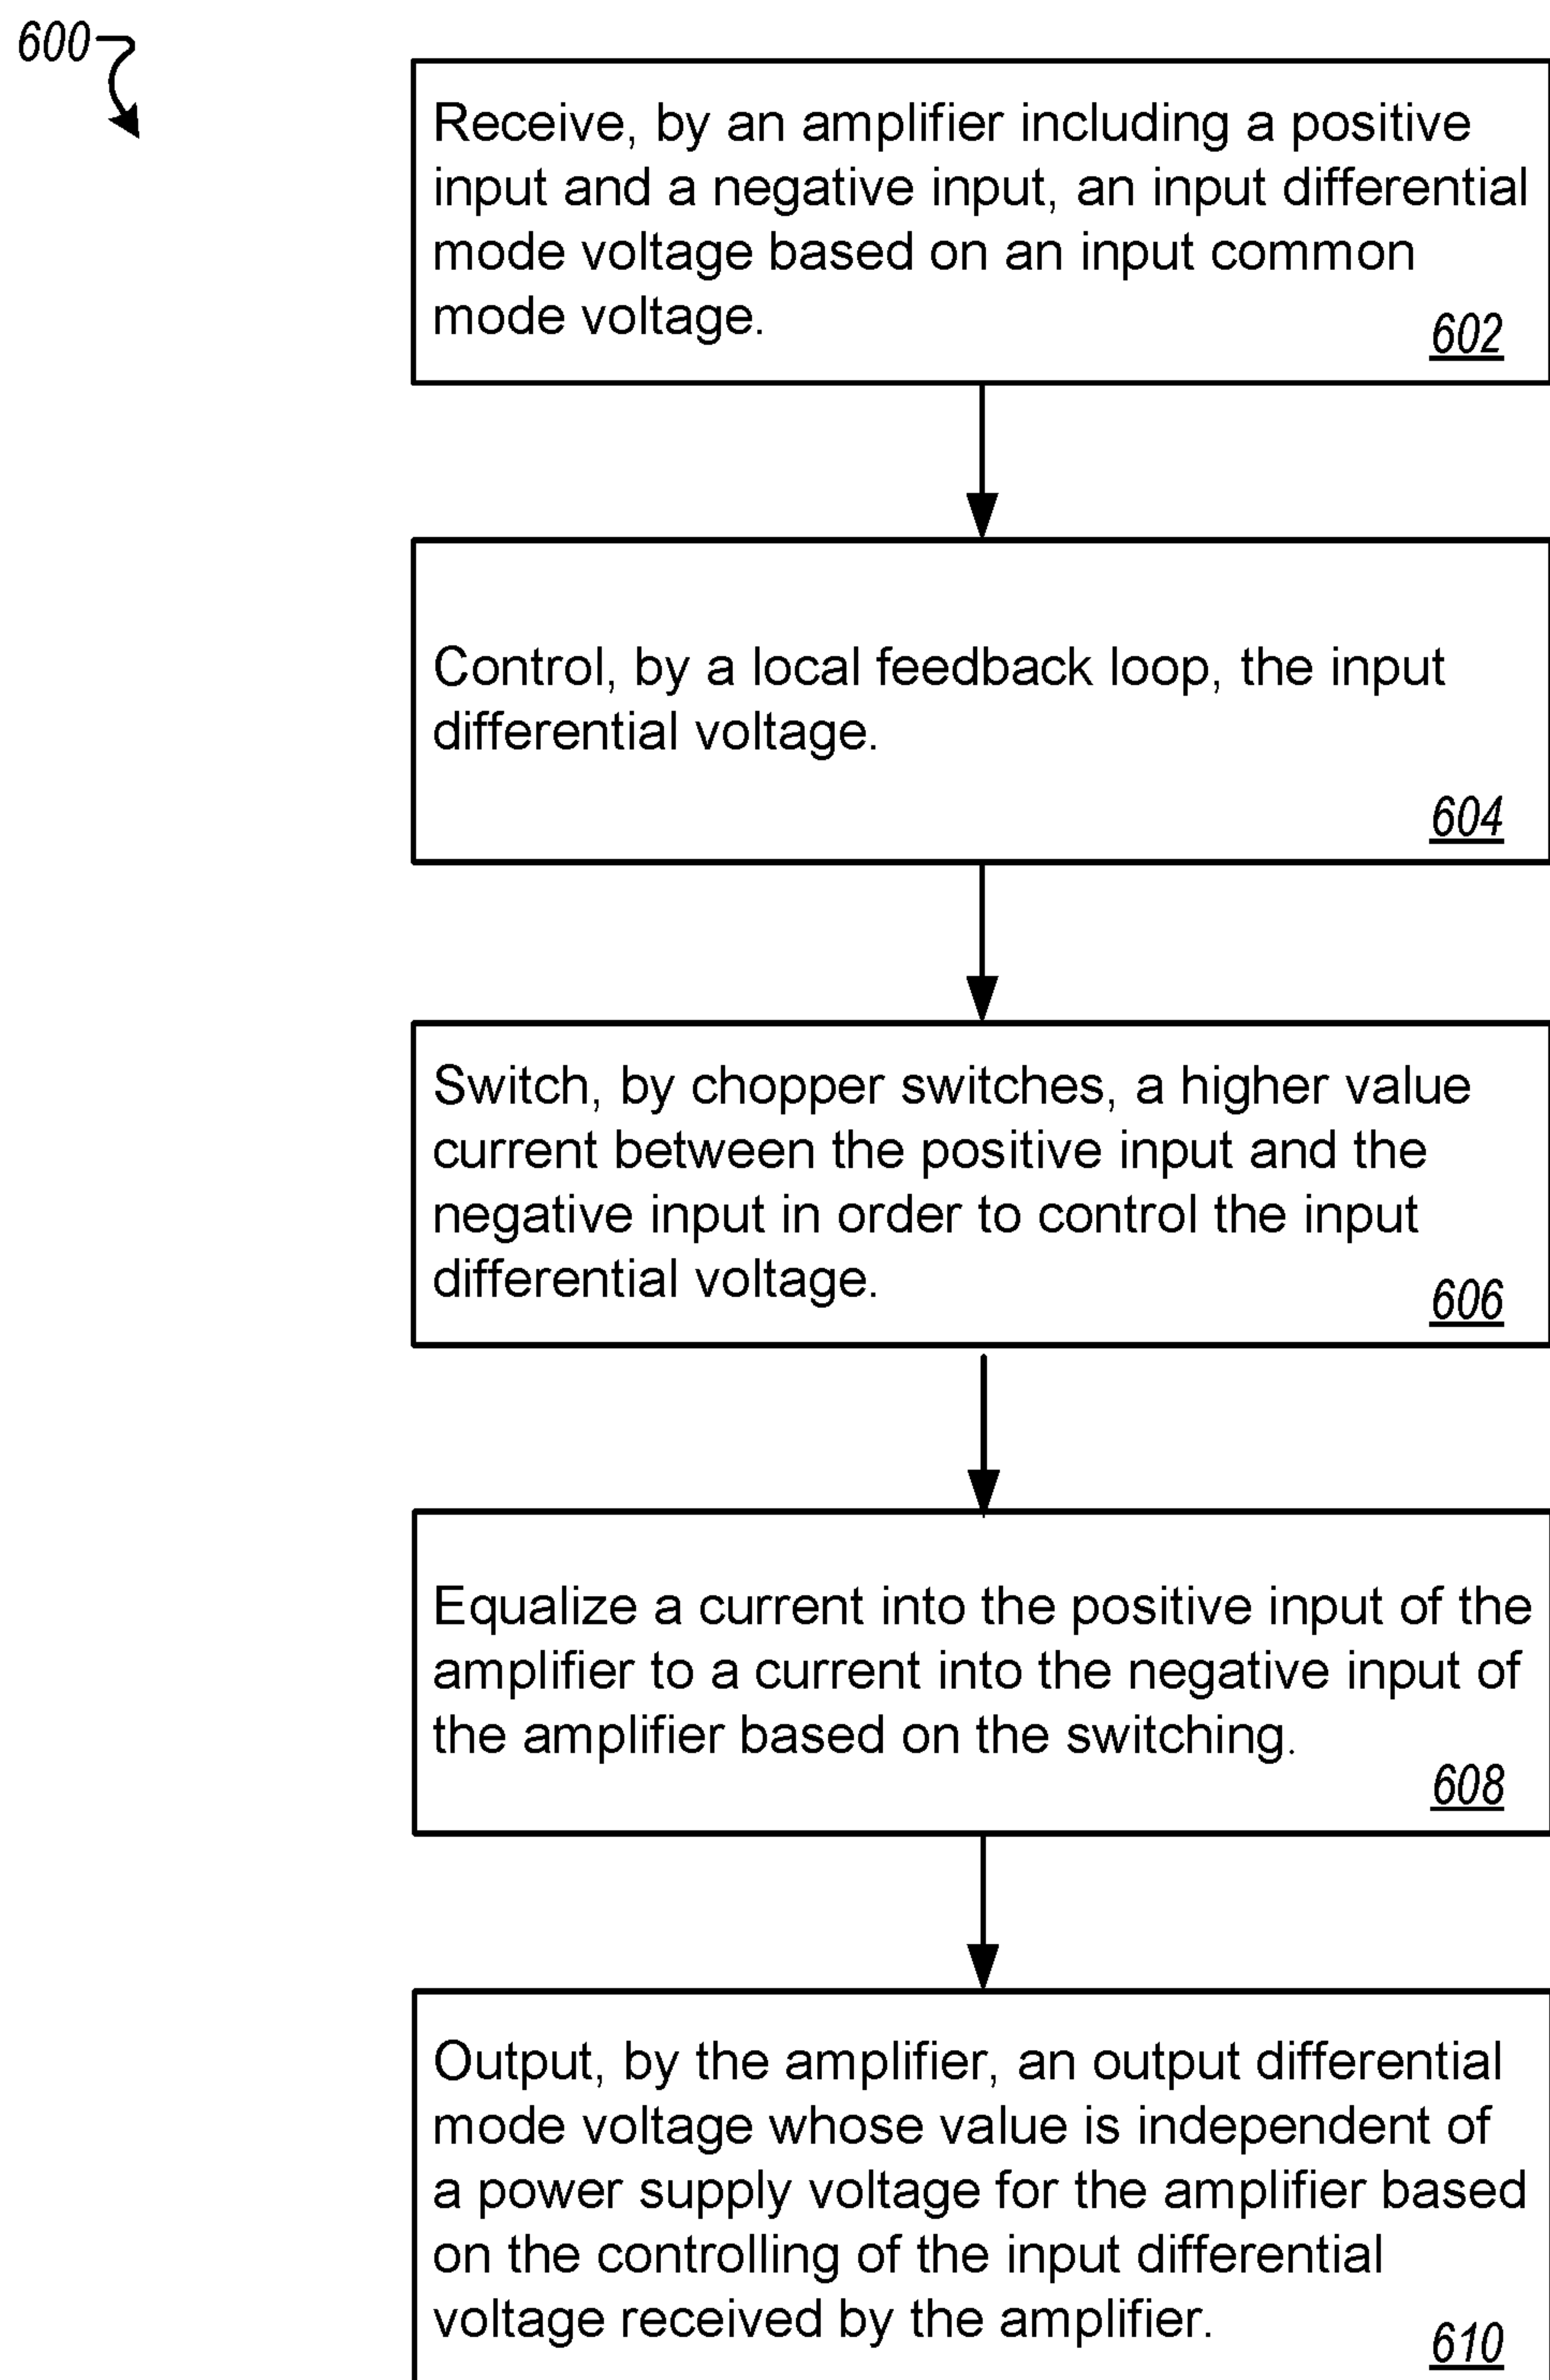 600
Receive, by an amplifier including a positive
input and a negative input, an input differential
mode voltage based on an input common
mode voltage.
602
Control, by a local feedback loop, the input
differential voltage.
604
Switch, by chopper switches, a higher value
current between the positive input and the
negative input in order to control the input
differential voltage.
606
Equalize a current into the positive input of the
amplifier to a current into the negative input of
the amplifier based on the switching.
608
Output, by the amplifier, an output differential
mode voltage whose value is independent of
a power supply voltage for the amplifier based
on the controlling of the input differential
voltage received by the amplifier.
610